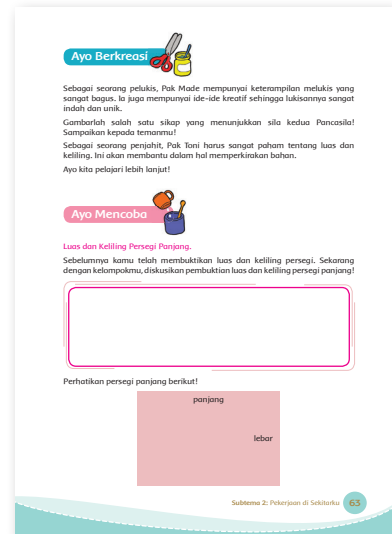 Ayo Berkreasi
Sebagai seorang pelukis, Pak Made mempunyai keterampilan melukis yang
sangat bagus. Ia juga mempunyai ide-ide kreatif sehingga lukisannya sangat
indah dan unik.
Gambarlah salah satu sikap yang menunjukkan sila kedua Pancasila!
Sampaikan kepada temanmu!
Sebagai seorang penjahit, Pak Toni harus sangat paham tentang luas dan
keliling. Ini akan membantu dalam hal memperkirakan bahan.
Ayo kita pelajari lebih lanjut!
Ayo Mencoba
Luas dan Keliling Persegi Panjang.
Sebelumnya kamu telah membuktikan luas dan keliling persegi. Sekarang
dengan kelompokmu, diskusikan pembuktian luas dan keliling persegi panjang!
Perhatikan persegi panjang berikut!
panjang
lebar
Subtema 2: Pekerjaan di Sekitarku 63